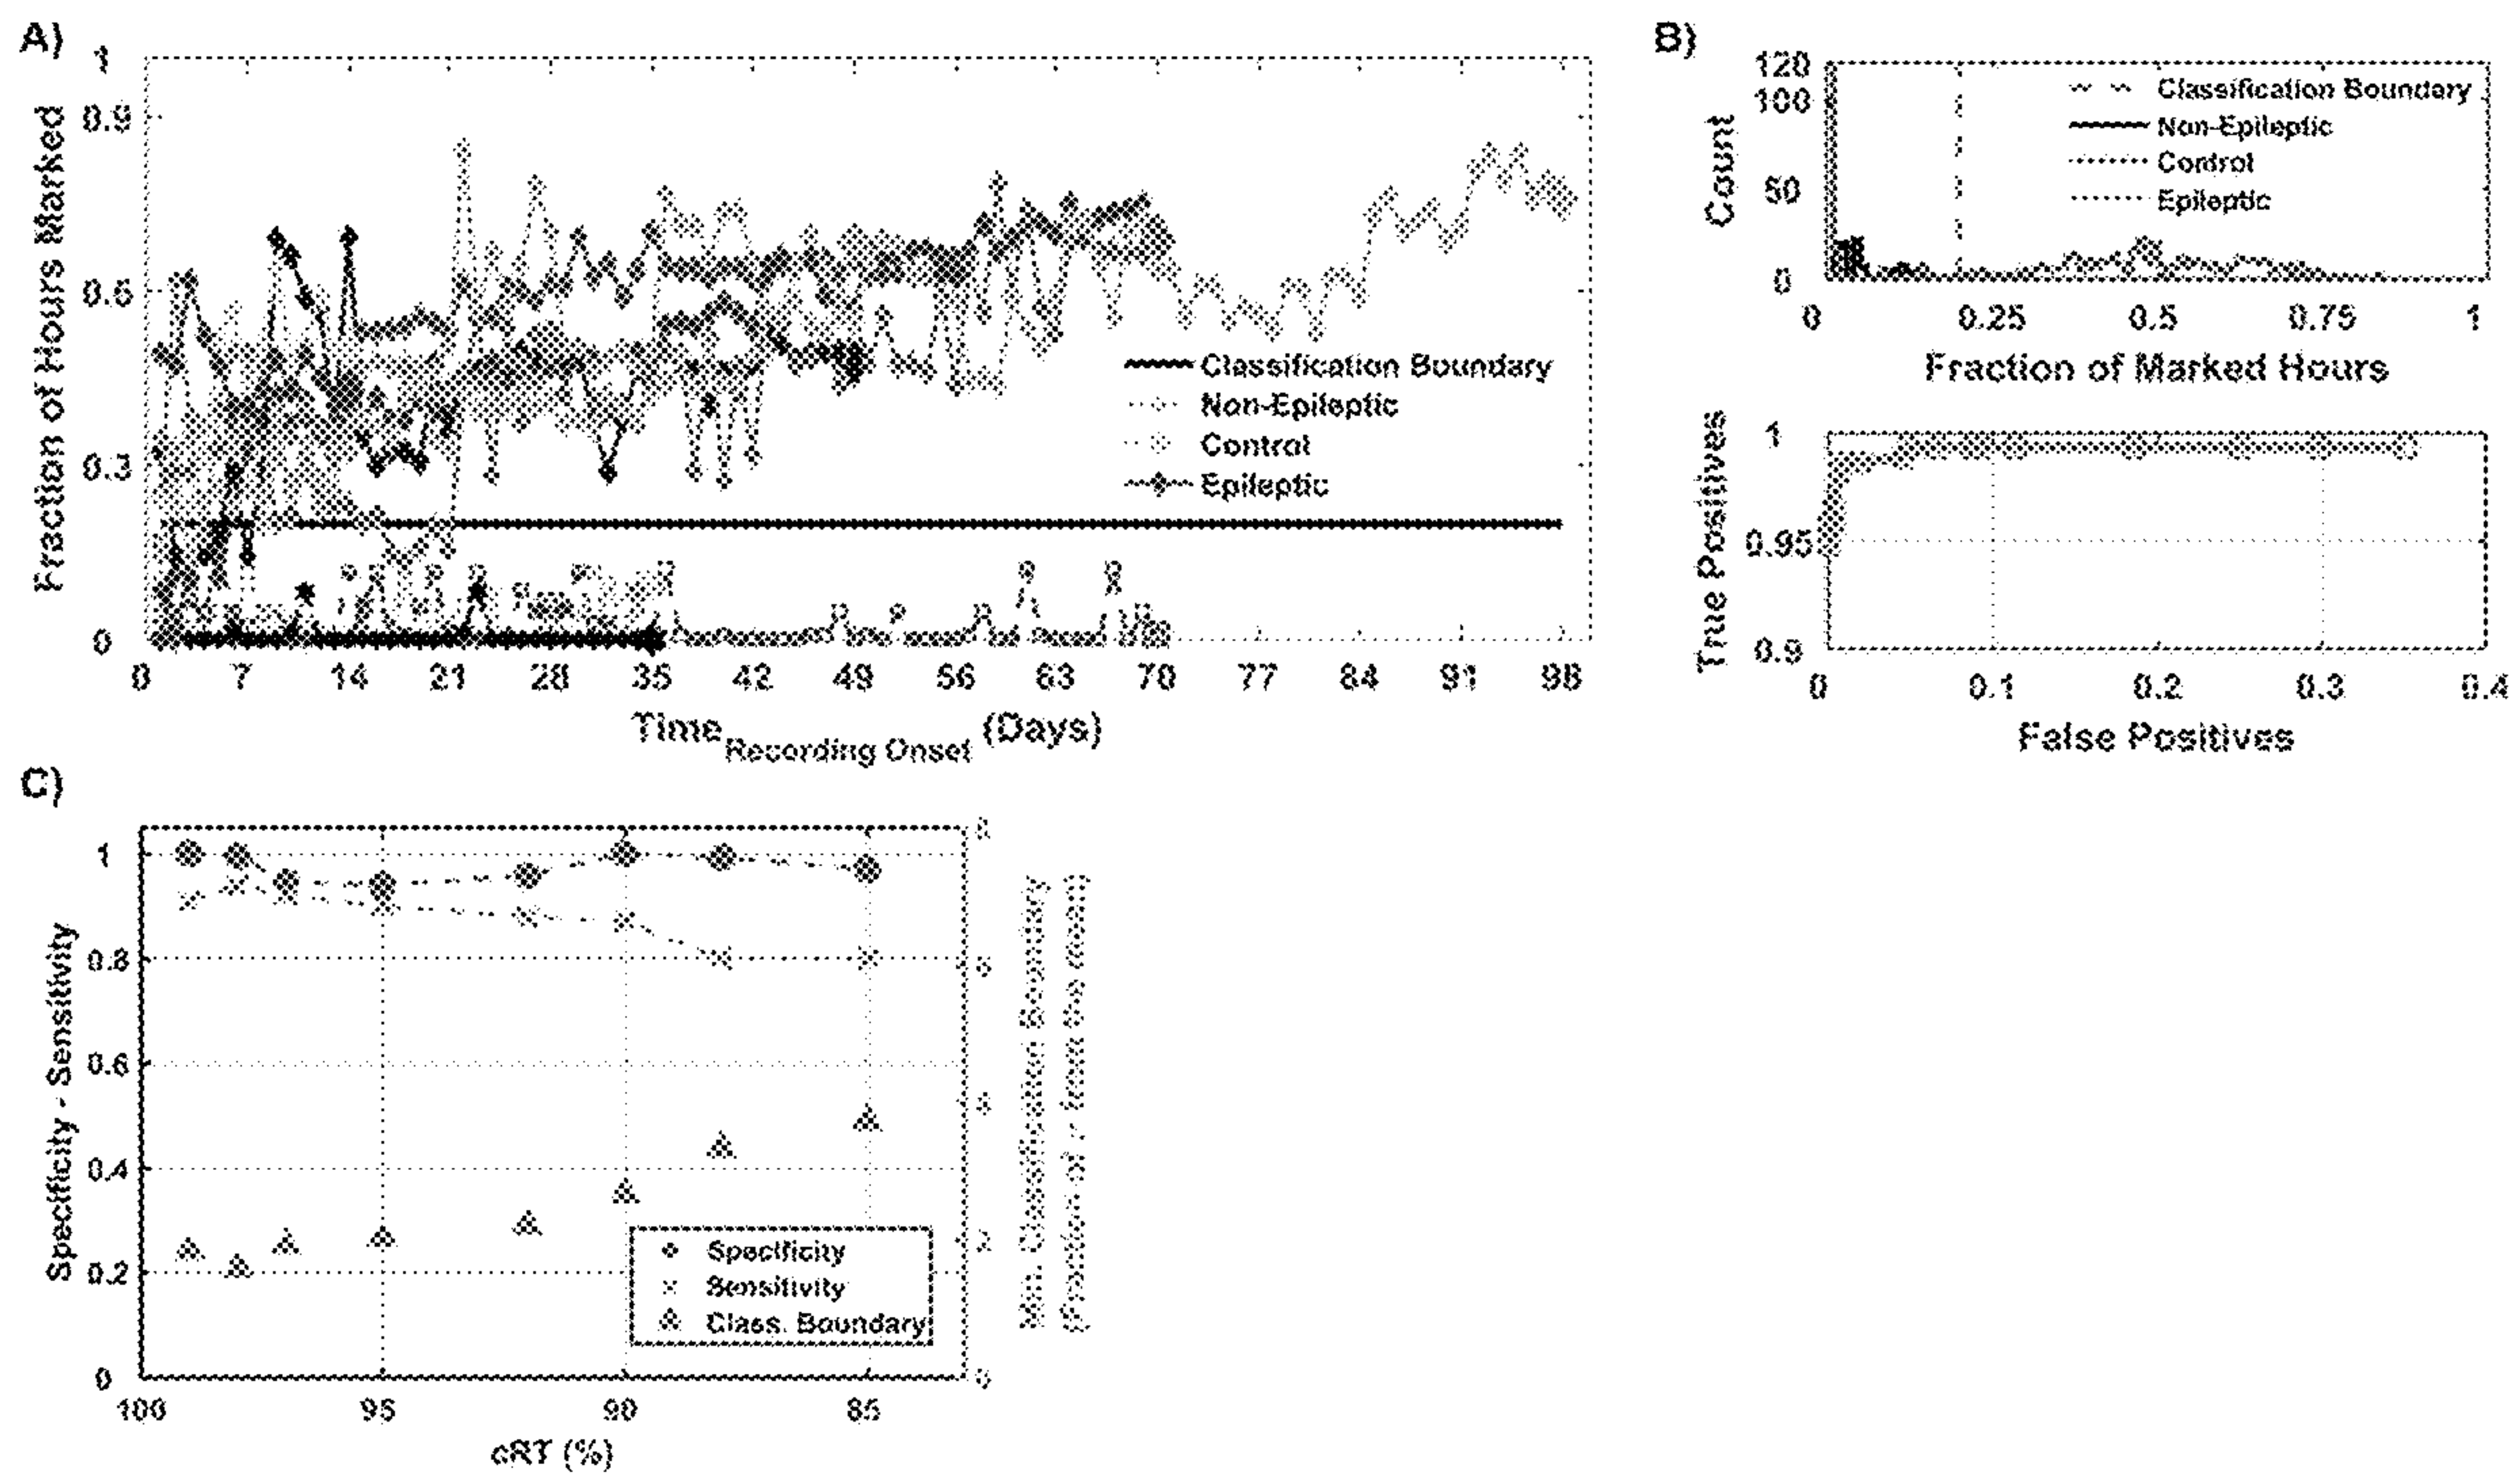 A)
1
0.9
0.6
0.3
0
Fraction of Hours Marked
Classification Boundary
Non-Epileptic
Control
Epileptic
0 7 14 21 28 35 42 49 56 63 70 77 84 91 98
Time Recording Onset (Days)
B)
120
100
50
0
Count
Classification Boundary
Non-Epileptic
Control
Epileptic
0 0.25 0.5 0.75 1
Fraction of Marked Hours
True Positives
1
0.95
0.9
0 0.1 0.2 0.3 0.4
False Positives
C)
1
0.8
0.6
0.4
0.2
0
Specificity - Sensitivity
Specificity
Sensitivity
Class. Boundary
Min. Classification Boundary
100 95 90 85
cRT (%)